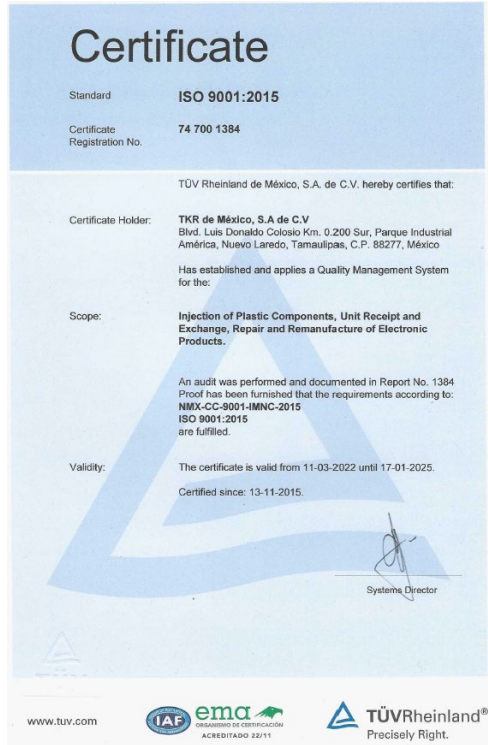 Certificate
Standard ISO 9001:2015
Certificate
Registration No. 74 700 1384
TÜV Rheinland de México, S.A. de C.V. hereby certifies that:
Certificate Holder: TKR de México, S.A de C.V
Blvd. Luis Donaldo Colosio Km. 0.200 Sur, Parque Industrial
América, Nuevo Laredo, Tamaulipas, C.P. 88277, México
Has established and applies a Quality Management System
for the:
Scope: Injection of Plastic Components, Unit Receipt and
Exchange, Repair and Remanufacture of Electronic
Products.
An audit was performed and documented in Report No. 1384
Proof has been furnished that the requirements according to:
NMX-CC-9001-IMNC-2015
ISO 9001:2015
are fulfilled.
Validity: The certificate is valid from 11-03-2022 until 17-01-2025.
Certified since: 13-11-2015.
Systems Director
www.tuv.com
IAF
ema
ORGANISMO DE CERTIFICACIÓN
ACREDITADO 22/11
TÜVRheinland®
Precisely Right.